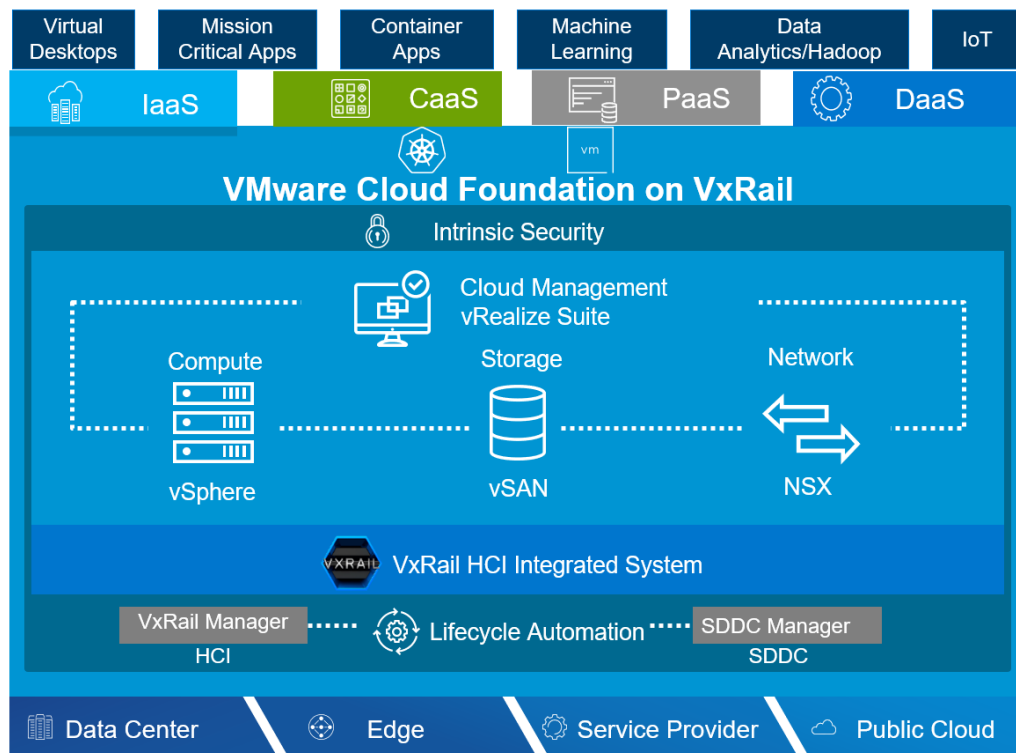 Virtual
Desktops
Mission
Critical Apps
Container
Apps
Machine
Learning
Data
Analytics/Hadoop
IoT
IaaS
CaaS
PaaS
DaaS
vm
VMware Cloud Foundation on VxRail
Intrinsic Security
Cloud Management
vRealize Suite
Compute
Storage
Network
vSphere
vSAN
NSX
VXRAIL
VxRail HCI Integrated System
VxRail Manager
Lifecycle Automation
SDDC Manager
HCI
SDDC
Data Center
Edge
Service Provider
Public Cloud